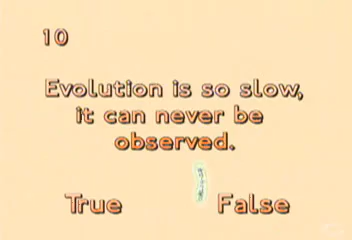 10
Evolution is so slow,
it can never be
observed.
True False